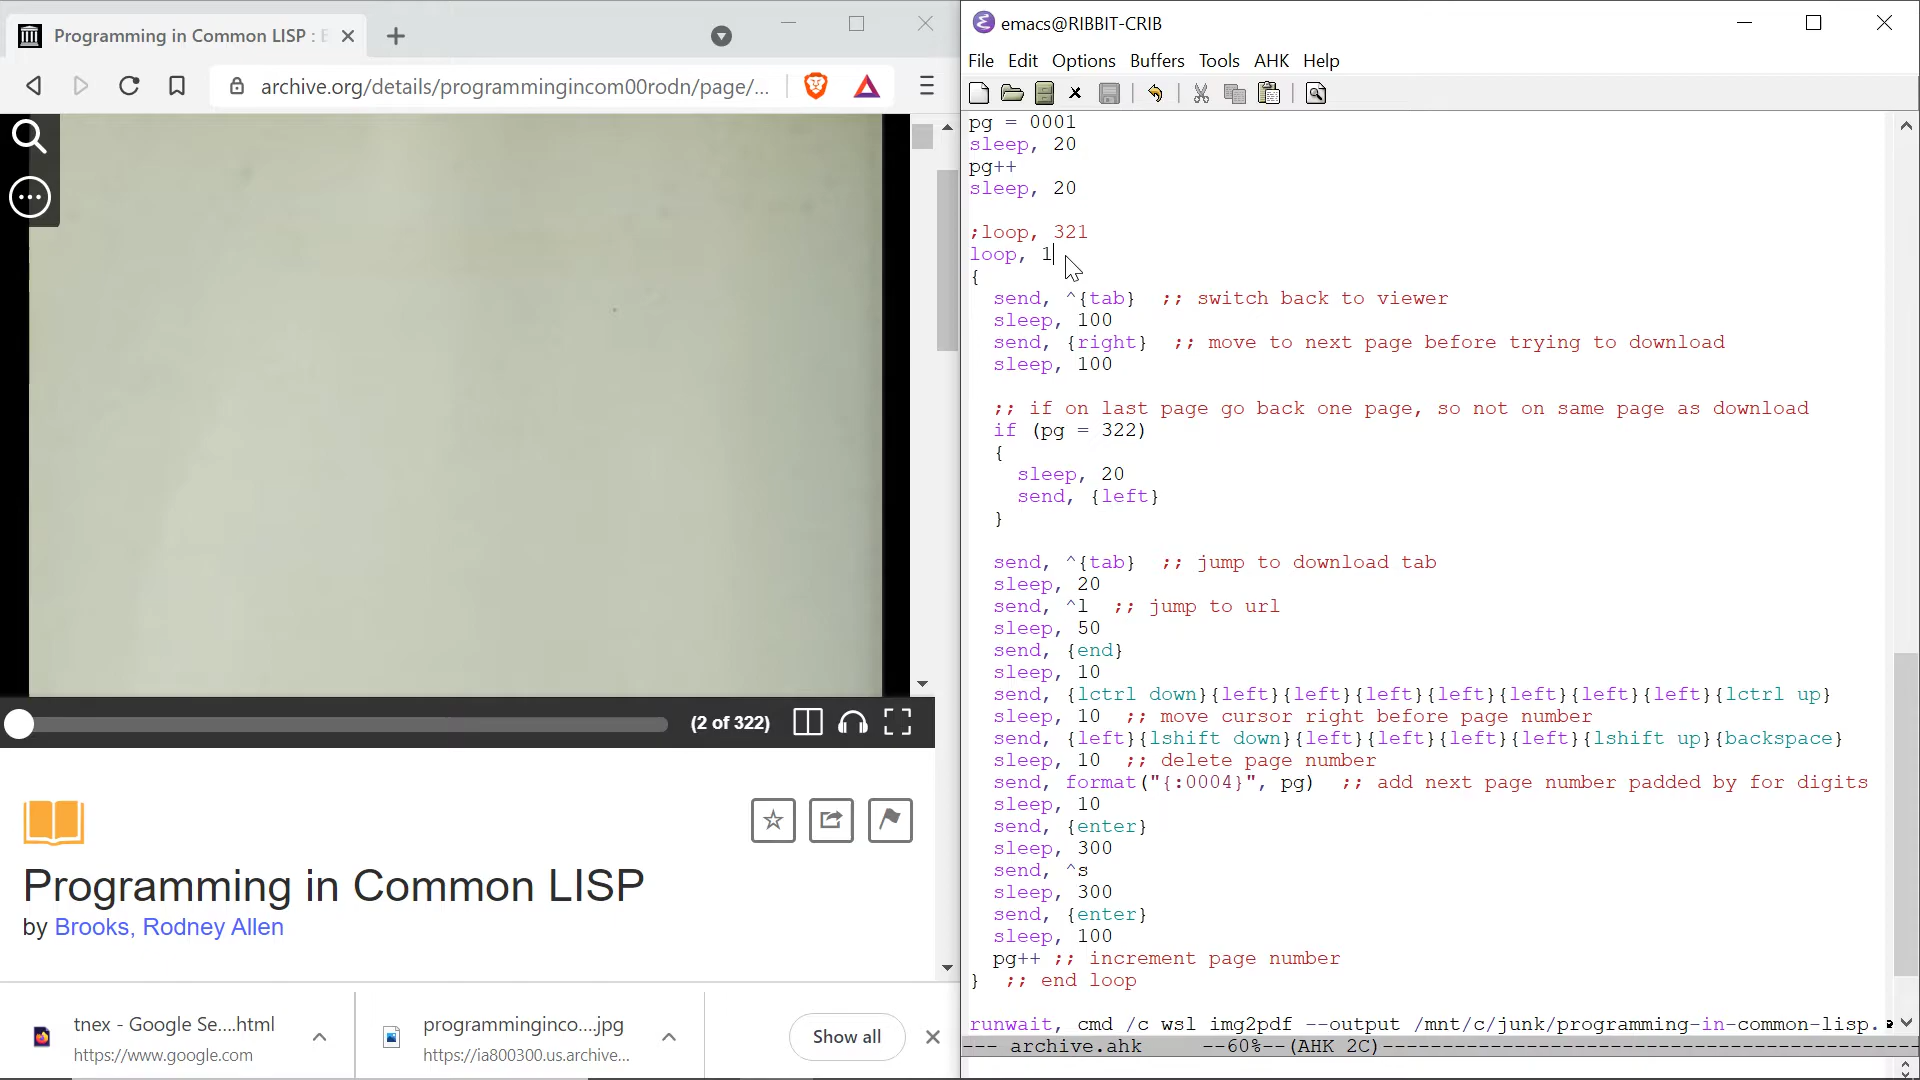 Programming in Common LISP : E
archive.org/details/programmingincom00rodn/page/...
(2 of 322)
Programming in Common LISP
by Brooks, Rodney Allen
tnex - Google Se....html
https://www.google.com
programminginco....jpg
https://ia800300.us.archive...
Show all
emacs@RIBBIT-CRIB
File Edit Options Buffers Tools AHK Help
pg = 0001
sleep, 20
pg++
sleep, 20
;loop, 321
loop, 1
{
send, ^{tab} ;; switch back to viewer
sleep, 100
send, {right} ;; move to next page before trying to download
sleep, 100
;; if on last page go back one page, so not on same page as download
if (pg = 322)
{
sleep, 20
send, {left}
}
send, ^{tab} ;; jump to download tab
sleep, 20
send, ^l ;; jump to url
sleep, 50
send, {end}
sleep, 10
send, {lctrl down}{left}{left}{left}{left}{left}{left}{left}{lctrl up}
sleep, 10 ;; move cursor right before page number
send, {left}{lshift down}{left}{left}{left}{left}{lshift up}{backspace}
sleep, 10 ;; delete page number
send, format("{:0004}", pg) ;; add next page number padded by for digits
sleep, 10
send, {enter}
sleep, 300
send, ^s
sleep, 300
send, {enter}
sleep, 100
pg++ ;; increment page number
} ;; end loop
runwait, cmd /c wsl img2pdf --output /mnt/c/junk/programming-in-common-lisp.
--- archive.ahk --60%--(AHK 2C)--------------------------------------------